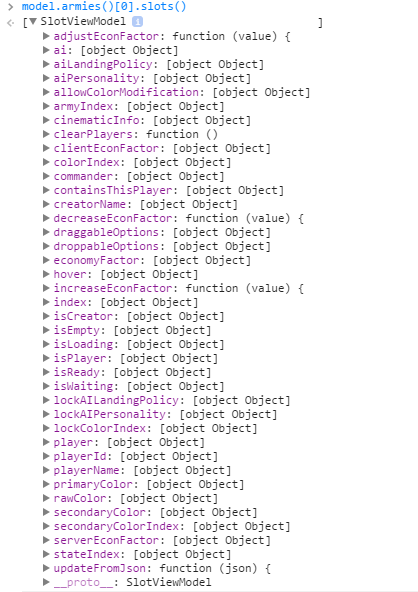 > model.armies()[0].slots()
<- [▼ SlotViewModel i ]
▶ adjustEconFactor: function (value) {
▶ ai: [object Object]
▶ aiLandingPolicy: [object Object]
▶ aiPersonality: [object Object]
▶ allowColorModification: [object Object]
▶ armyIndex: [object Object]
▶ cinematicInfo: [object Object]
▶ clearPlayers: function ()
▶ clientEconFactor: [object Object]
▶ colorIndex: [object Object]
▶ commander: [object Object]
▶ containsThisPlayer: [object Object]
▶ creatorName: [object Object]
▶ decreaseEconFactor: function (value) {
▶ draggableOptions: [object Object]
▶ droppableOptions: [object Object]
▶ economyFactor: [object Object]
▶ hover: [object Object]
▶ increaseEconFactor: function (value) {
▶ index: [object Object]
▶ isCreator: [object Object]
▶ isEmpty: [object Object]
▶ isLoading: [object Object]
▶ isPlayer: [object Object]
▶ isReady: [object Object]
▶ isWaiting: [object Object]
▶ lockAILandingPolicy: [object Object]
▶ lockAIPersonality: [object Object]
▶ lockColorIndex: [object Object]
▶ player: [object Object]
▶ playerId: [object Object]
▶ playerName: [object Object]
▶ primaryColor: [object Object]
▶ rawColor: [object Object]
▶ secondaryColor: [object Object]
▶ secondaryColorIndex: [object Object]
▶ serverEconFactor: [object Object]
▶ stateIndex: [object Object]
▶ updateFromJson: function (json) {
▶ __proto__: SlotViewModel